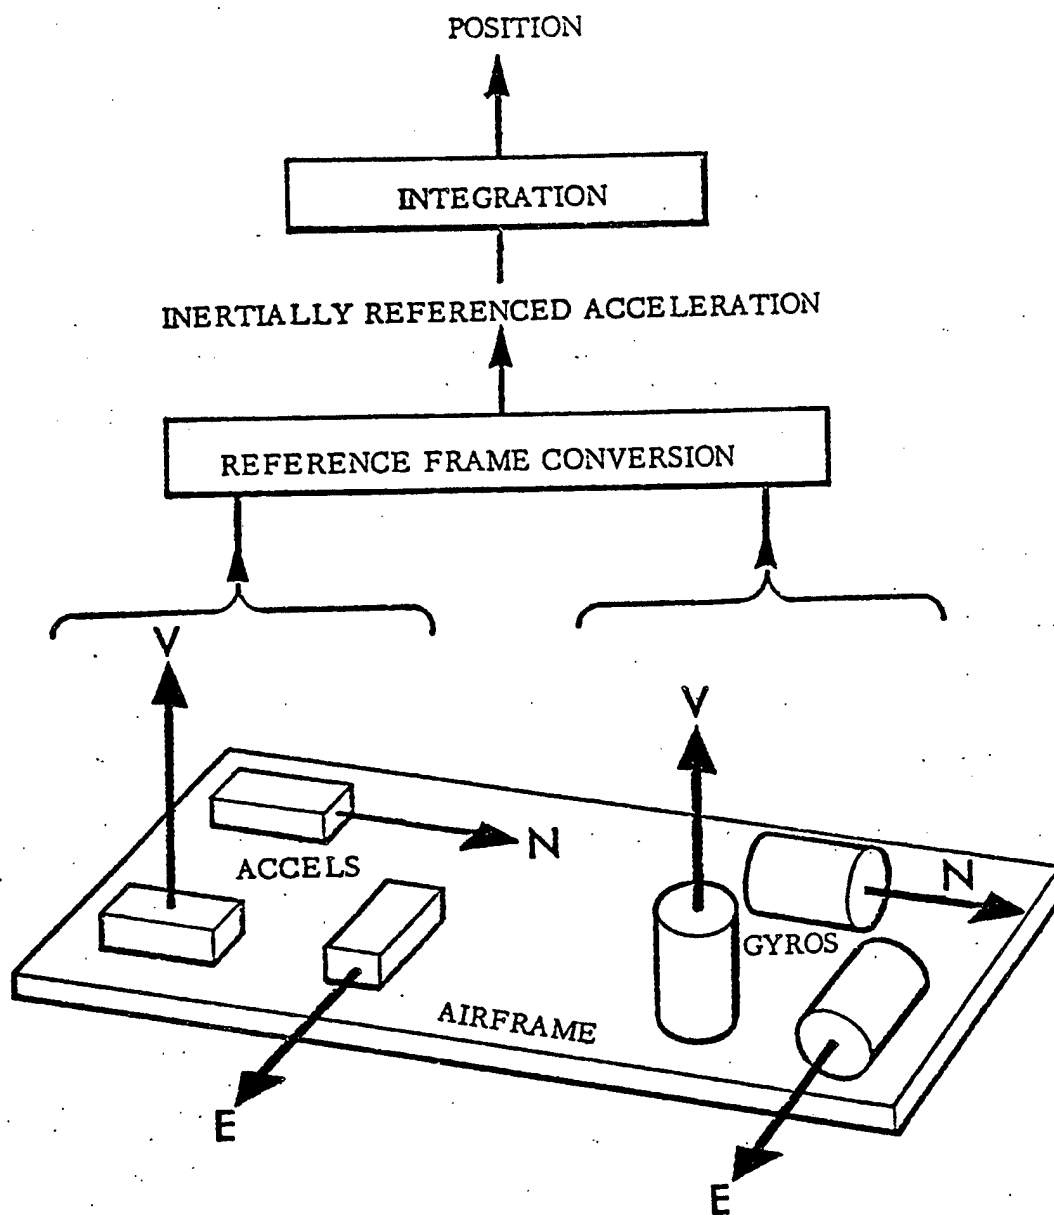 POSITION
INTEGRATION
INERTIALLY REFERENCED ACCELERATION
REFERENCE FRAME CONVERSION
V
V
N
ACCELS
N
GYROS
AIRFRAME
E
E